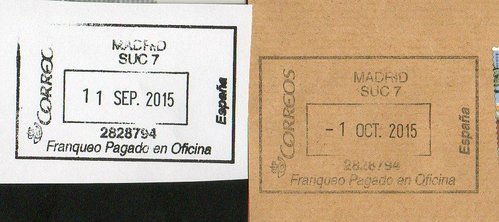 MADRID
SUC 7
CORREC
11 SEP. 2015
España
2828794
Franqueo Pagado en Oficina
MADRID
SUC 7
CORREOS
-1 OCT. 2015
España
2828794
Franqueo Pagado en Oficina